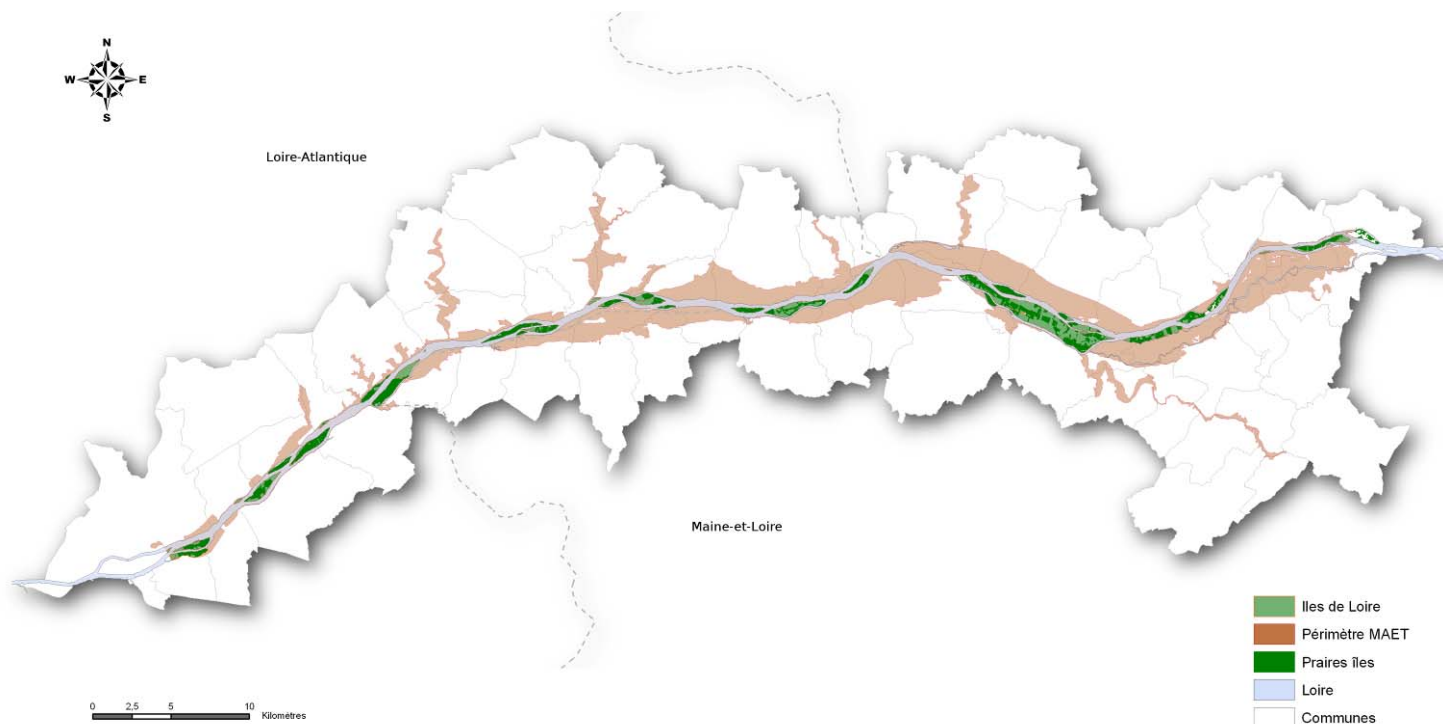 N
W E
S
Loire-Atlantique
Maine-et-Loire
Iles de Loire
Périmètre MAET
Praires îles
Loire
Communes
0 2,5 5 10
Kilomètres